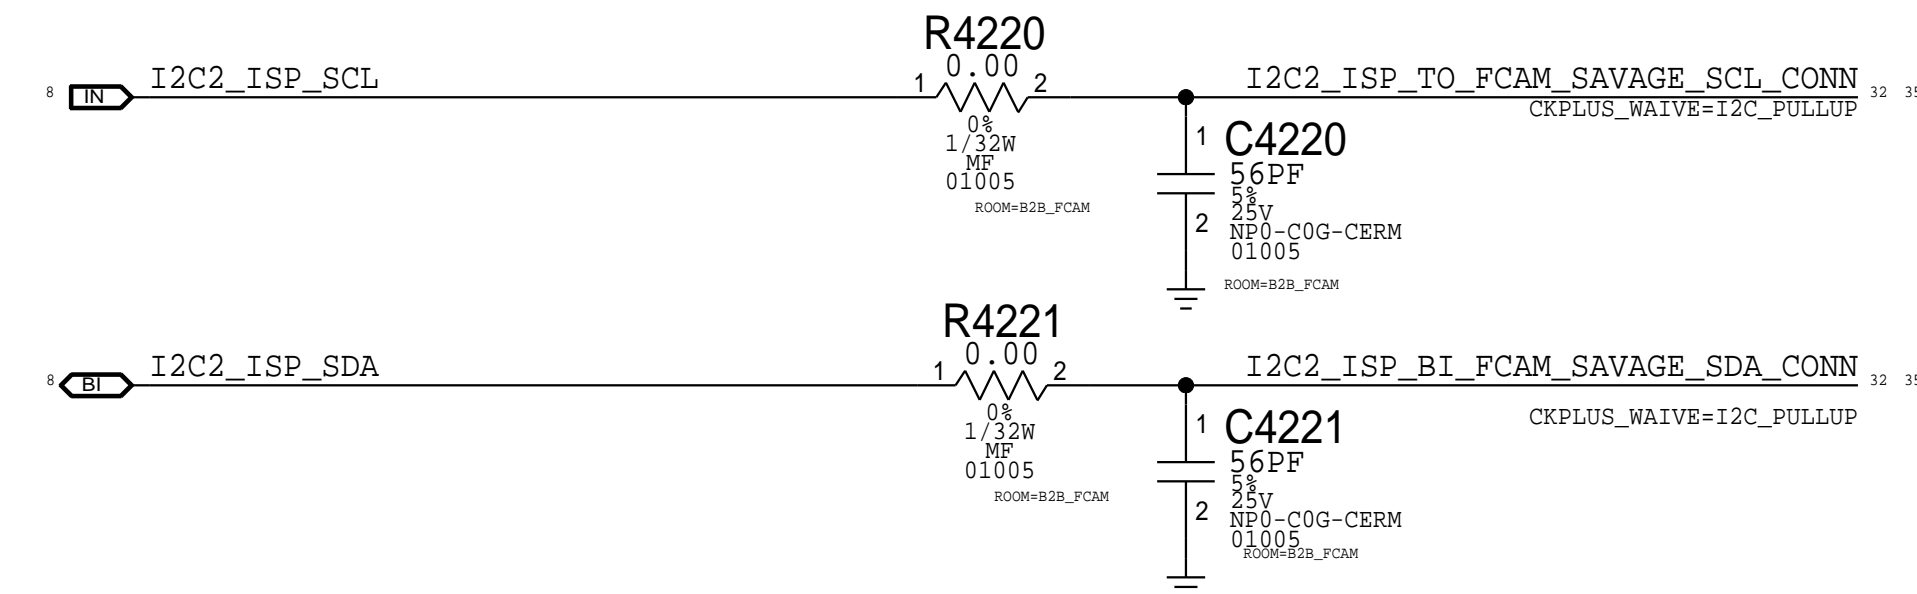 R4220
I2C2_ISP_SCL
0.00
I2C2_ISP_TO_FCAM_SAVAGE_SCL_CONN
8
IN
1
2
32 35
CKPLUS_WAIVE=I2C_PULLUP
0%
1/32W
MF
01005
ROOM=B2B_FCAM
1
C4220
56PF
5%
25V
2
NP0-C0G-CERM
01005
ROOM=B2B_FCAM
R4221
I2C2_ISP_SDA
0.00
I2C2_ISP_BI_FCAM_SAVAGE_SDA_CONN
8
BI
1
2
32 35
CKPLUS_WAIVE=I2C_PULLUP
0%
1/32W
MF
01005
ROOM=B2B_FCAM
1
C4221
56PF
5%
25V
2
NP0-C0G-CERM
01005
ROOM=B2B_FCAM